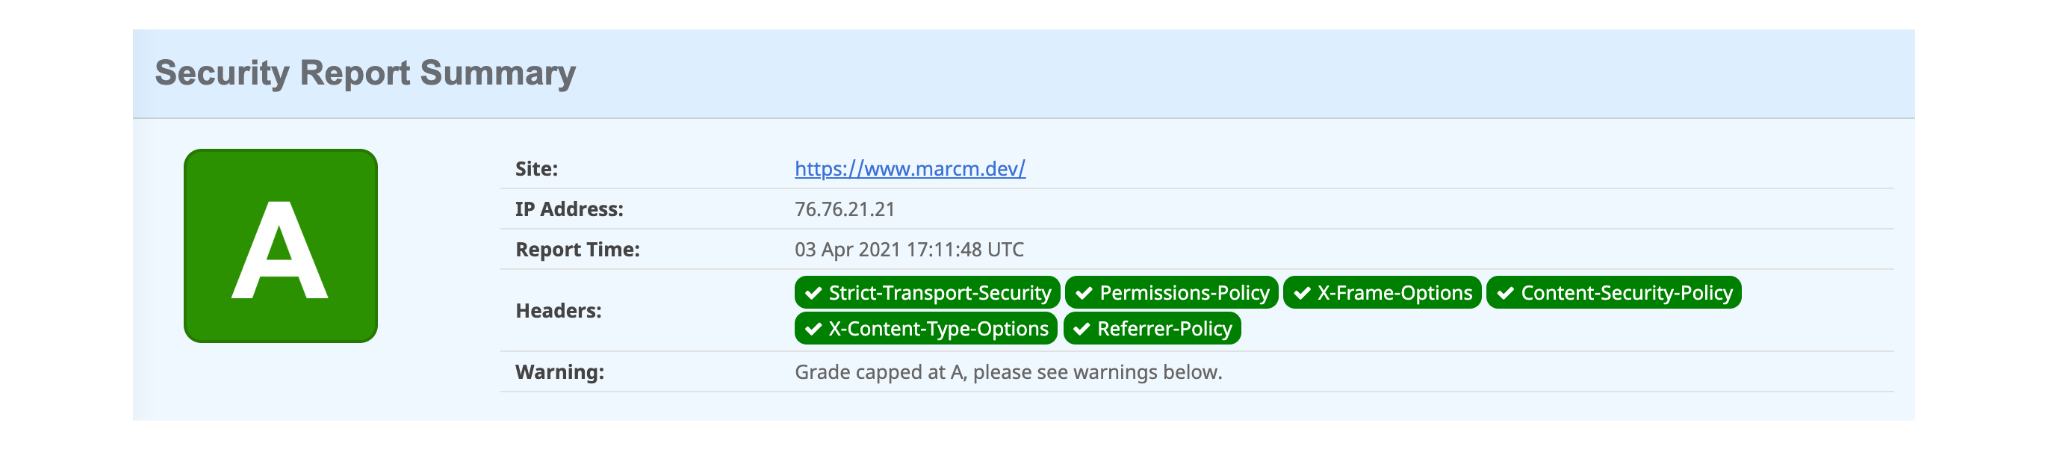 Security Report Summary
A
Site: https://www.marcm.dev/
IP Address: 76.76.21.21
Report Time: 03 Apr 2021 17:11:48 UTC
Headers: Strict-Transport-Security Permissions-Policy X-Frame-Options Content-Security-Policy
X-Content-Type-Options Referrer-Policy
Warning: Grade capped at A, please see warnings below.